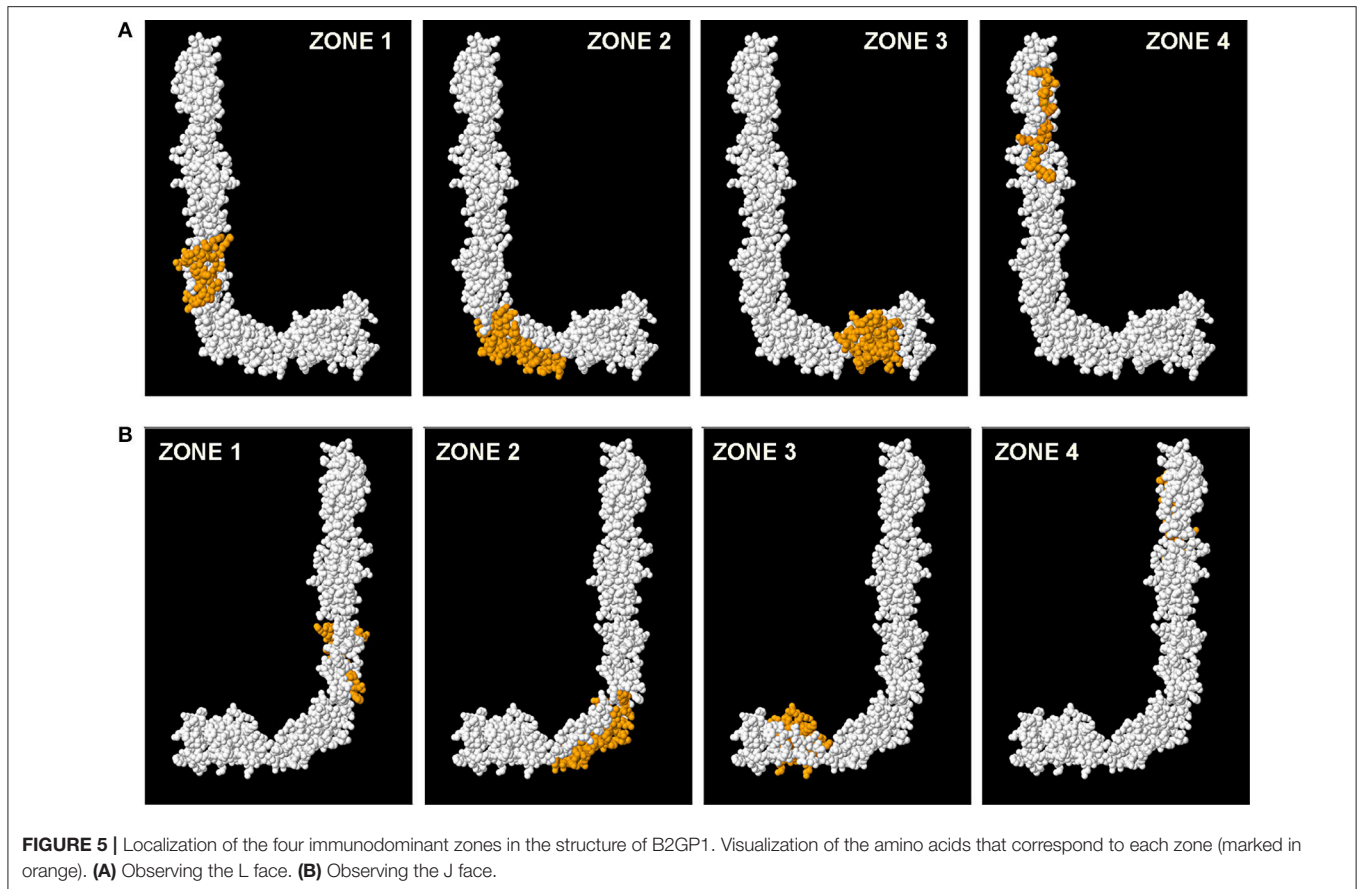 A
ZONE 1
ZONE 2
ZONE 3
ZONE 4
B
ZONE 1
ZONE 2
ZONE 3
ZONE 4
FIGURE 5 | Localization of the four immunodominant zones in the structure of B2GP1. Visualization of the amino acids that correspond to each zone (marked in
orange). (A) Observing the L face. (B) Observing the J face.